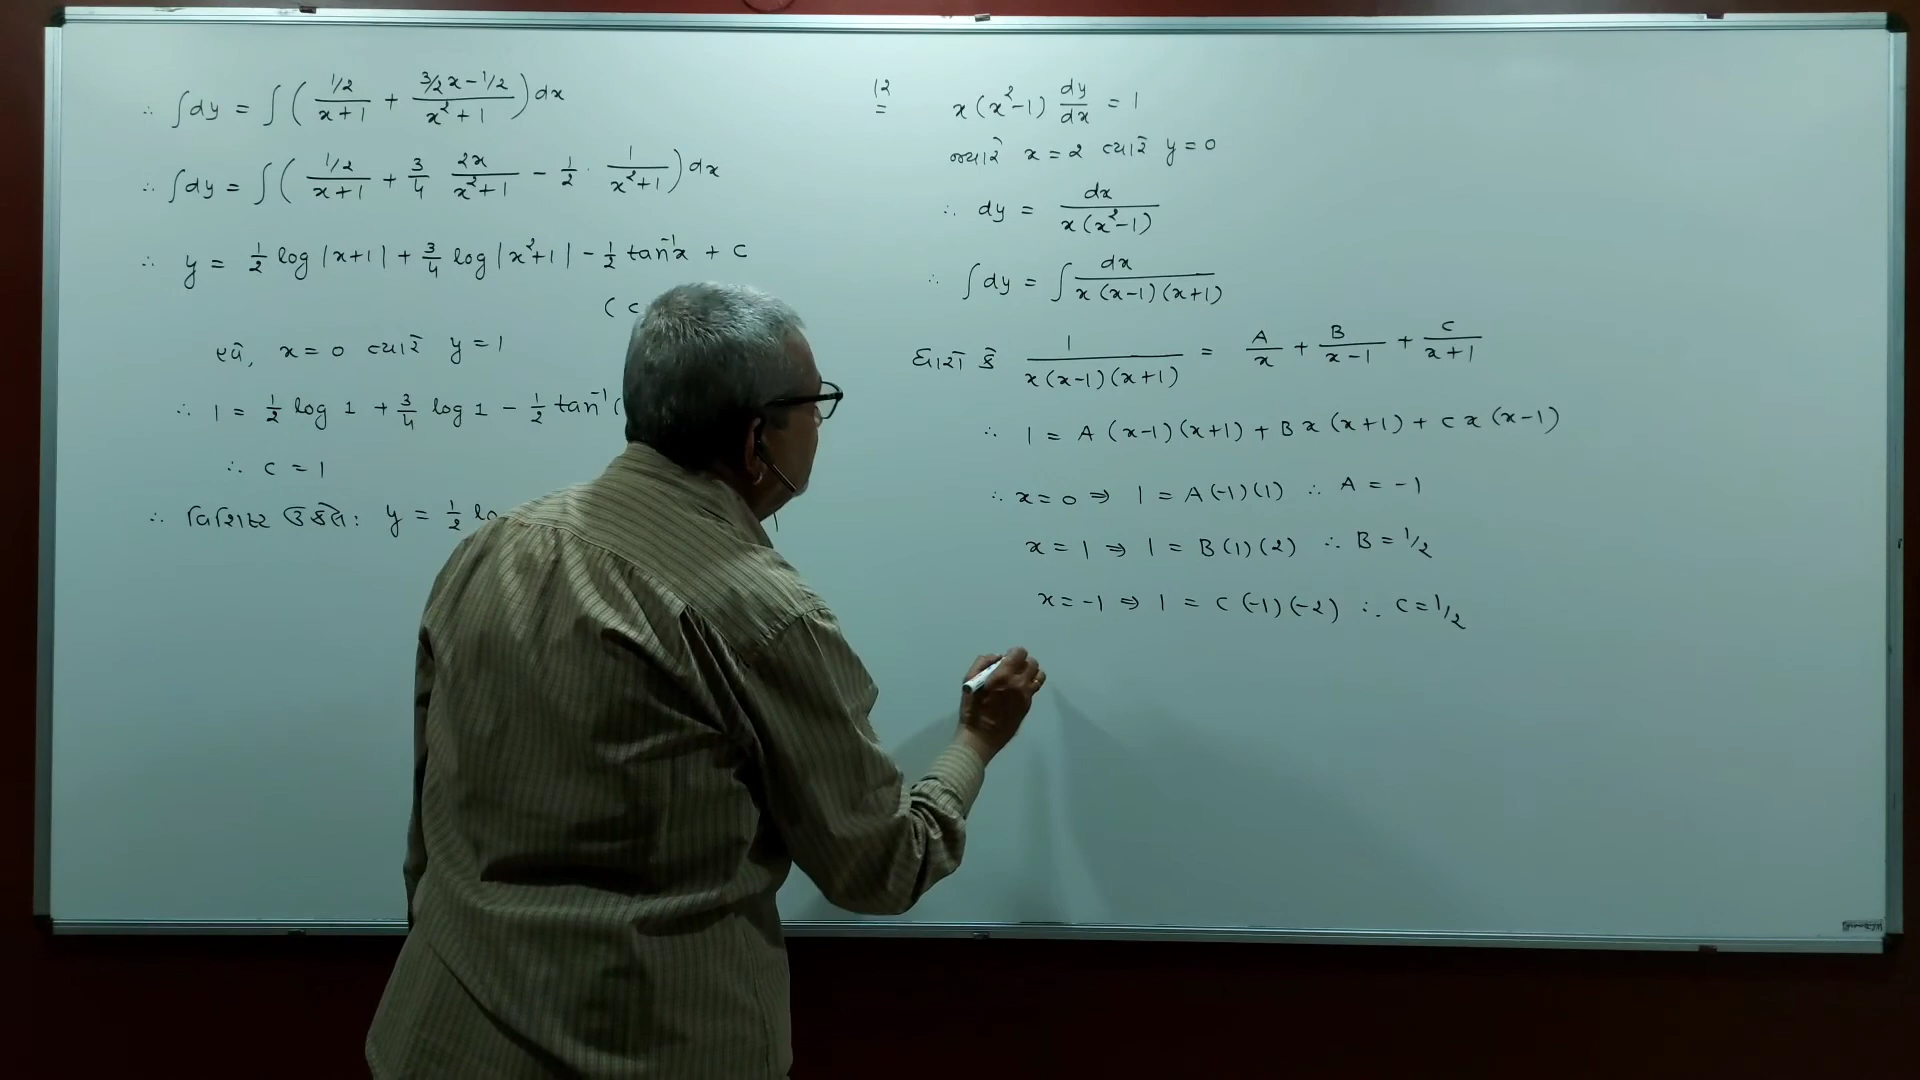 ∴ ∫dy = ∫( 1/2/(x+1) + (3/2x - 1/2)/(x²+1) ) dx
∴ ∫dy = ∫( 1/2/(x+1) + 3/4 2x/(x²+1) - 1/2 · 1/(x²+1) ) dx
∴ y = 1/2 log|x+1| + 3/4 log|x²+1| - 1/2 tan⁻¹x + c
( c
હવે, x = 0 ત્યારે y = 1
∴ 1 = 1/2 log 1 + 3/4 log 1 - 1/2 tan⁻¹(
∴ c = 1
∴ વિશિષ્ટ ઉકેલ: y = 1/2 lo
12
x(x²-1) dy/dx = 1
જ્યારે x = 2 ત્યારે y = 0
∴ dy = dx/(x(x²-1))
∴ ∫dy = ∫ dx/(x(x-1)(x+1))
ધારો કે 1/(x(x-1)(x+1)) = A/x + B/(x-1) + C/(x+1)
∴ 1 = A(x-1)(x+1) + Bx(x+1) + Cx(x-1)
∴ x = 0 ⇒ 1 = A(-1)(1) ∴ A = -1
x = 1 ⇒ 1 = B(1)(2) ∴ B = 1/2
x = -1 ⇒ 1 = C(-1)(-2) ∴ C = 1/2